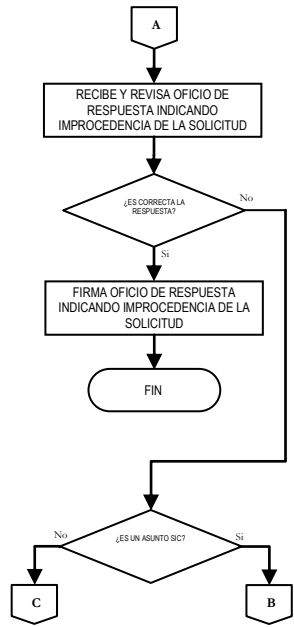 A
RECIBE Y REVISA OFICIO DE
RESPUESTA INDICANDO
IMPROCEDENCIA DE LA SOLICITUD
¿ES CORRECTA LA
RESPUESTA?
No
Si
FIRMA OFICIO DE RESPUESTA
INDICANDO IMPROCEDENCIA DE LA
SOLICITUD
FIN
No
¿ES UN ASUNTO SIC?
Si
C
B